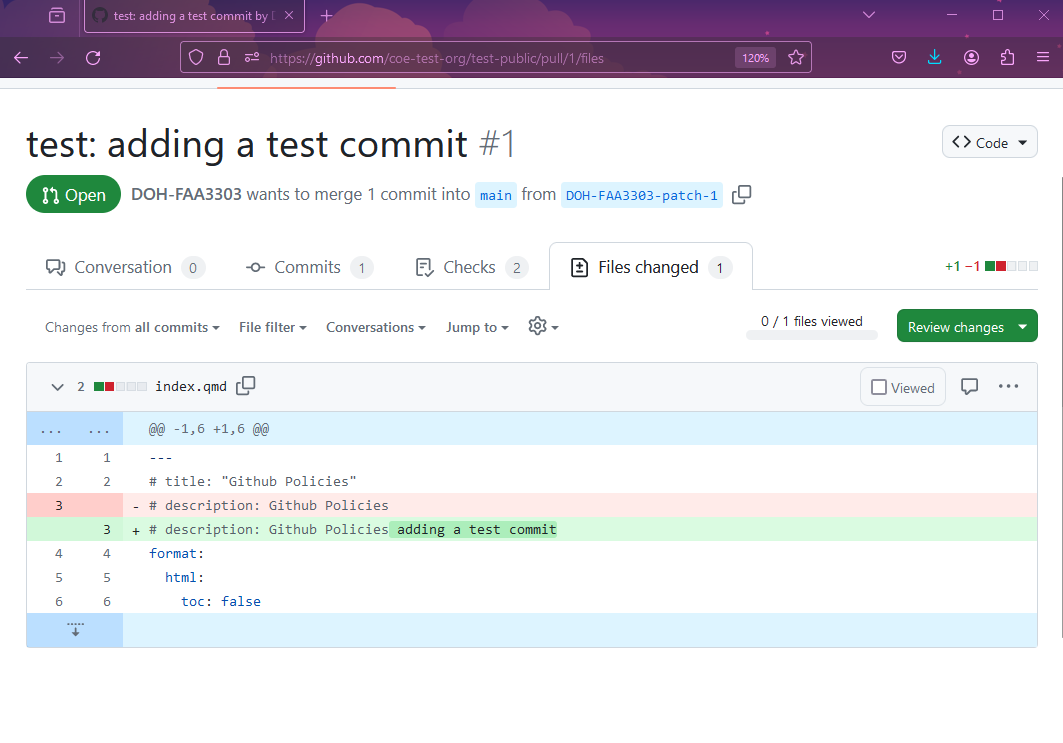 test: adding a test commit by
https://github.com/coe-test-org/test-public/pull/1/files
120%
test: adding a test commit #1
Code
Open
DOH-FAA3303 wants to merge 1 commit into main from DOH-FAA3303-patch-1
Conversation 0
Commits 1
Checks 2
Files changed 1
+1 −1
Changes from all commits
File filter
Conversations
Jump to
0 / 1 files viewed
Review changes
2 index.qmd
Viewed
... ... @@ -1,6 +1,6 @@
1 1 ---
2 2 # title: "Github Policies"
3 - # description: Github Policies
3 + # description: Github Policies adding a test commit
4 4 format:
5 5 html:
6 6 toc: false